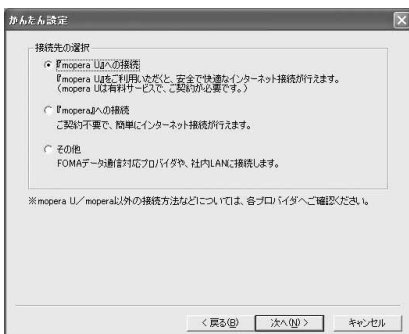 かんたん設定
接続先の選択
『mopera U』への接続
『mopera U』をご利用いただくと、安全で快適なインターネット接続が行えます。
(mopera Uは有料サービスで、ご契約が必要です。)
『mopera』への接続
ご契約不要で、簡単にインターネット接続が行えます。
その他
FOMAデータ通信対応プロバイダや、社内LANに接続します。
※mopera U／mopera以外の接続方法などについては、各プロバイダへご確認ください。
< 戻る(B)
次へ(N) >
キャンセル